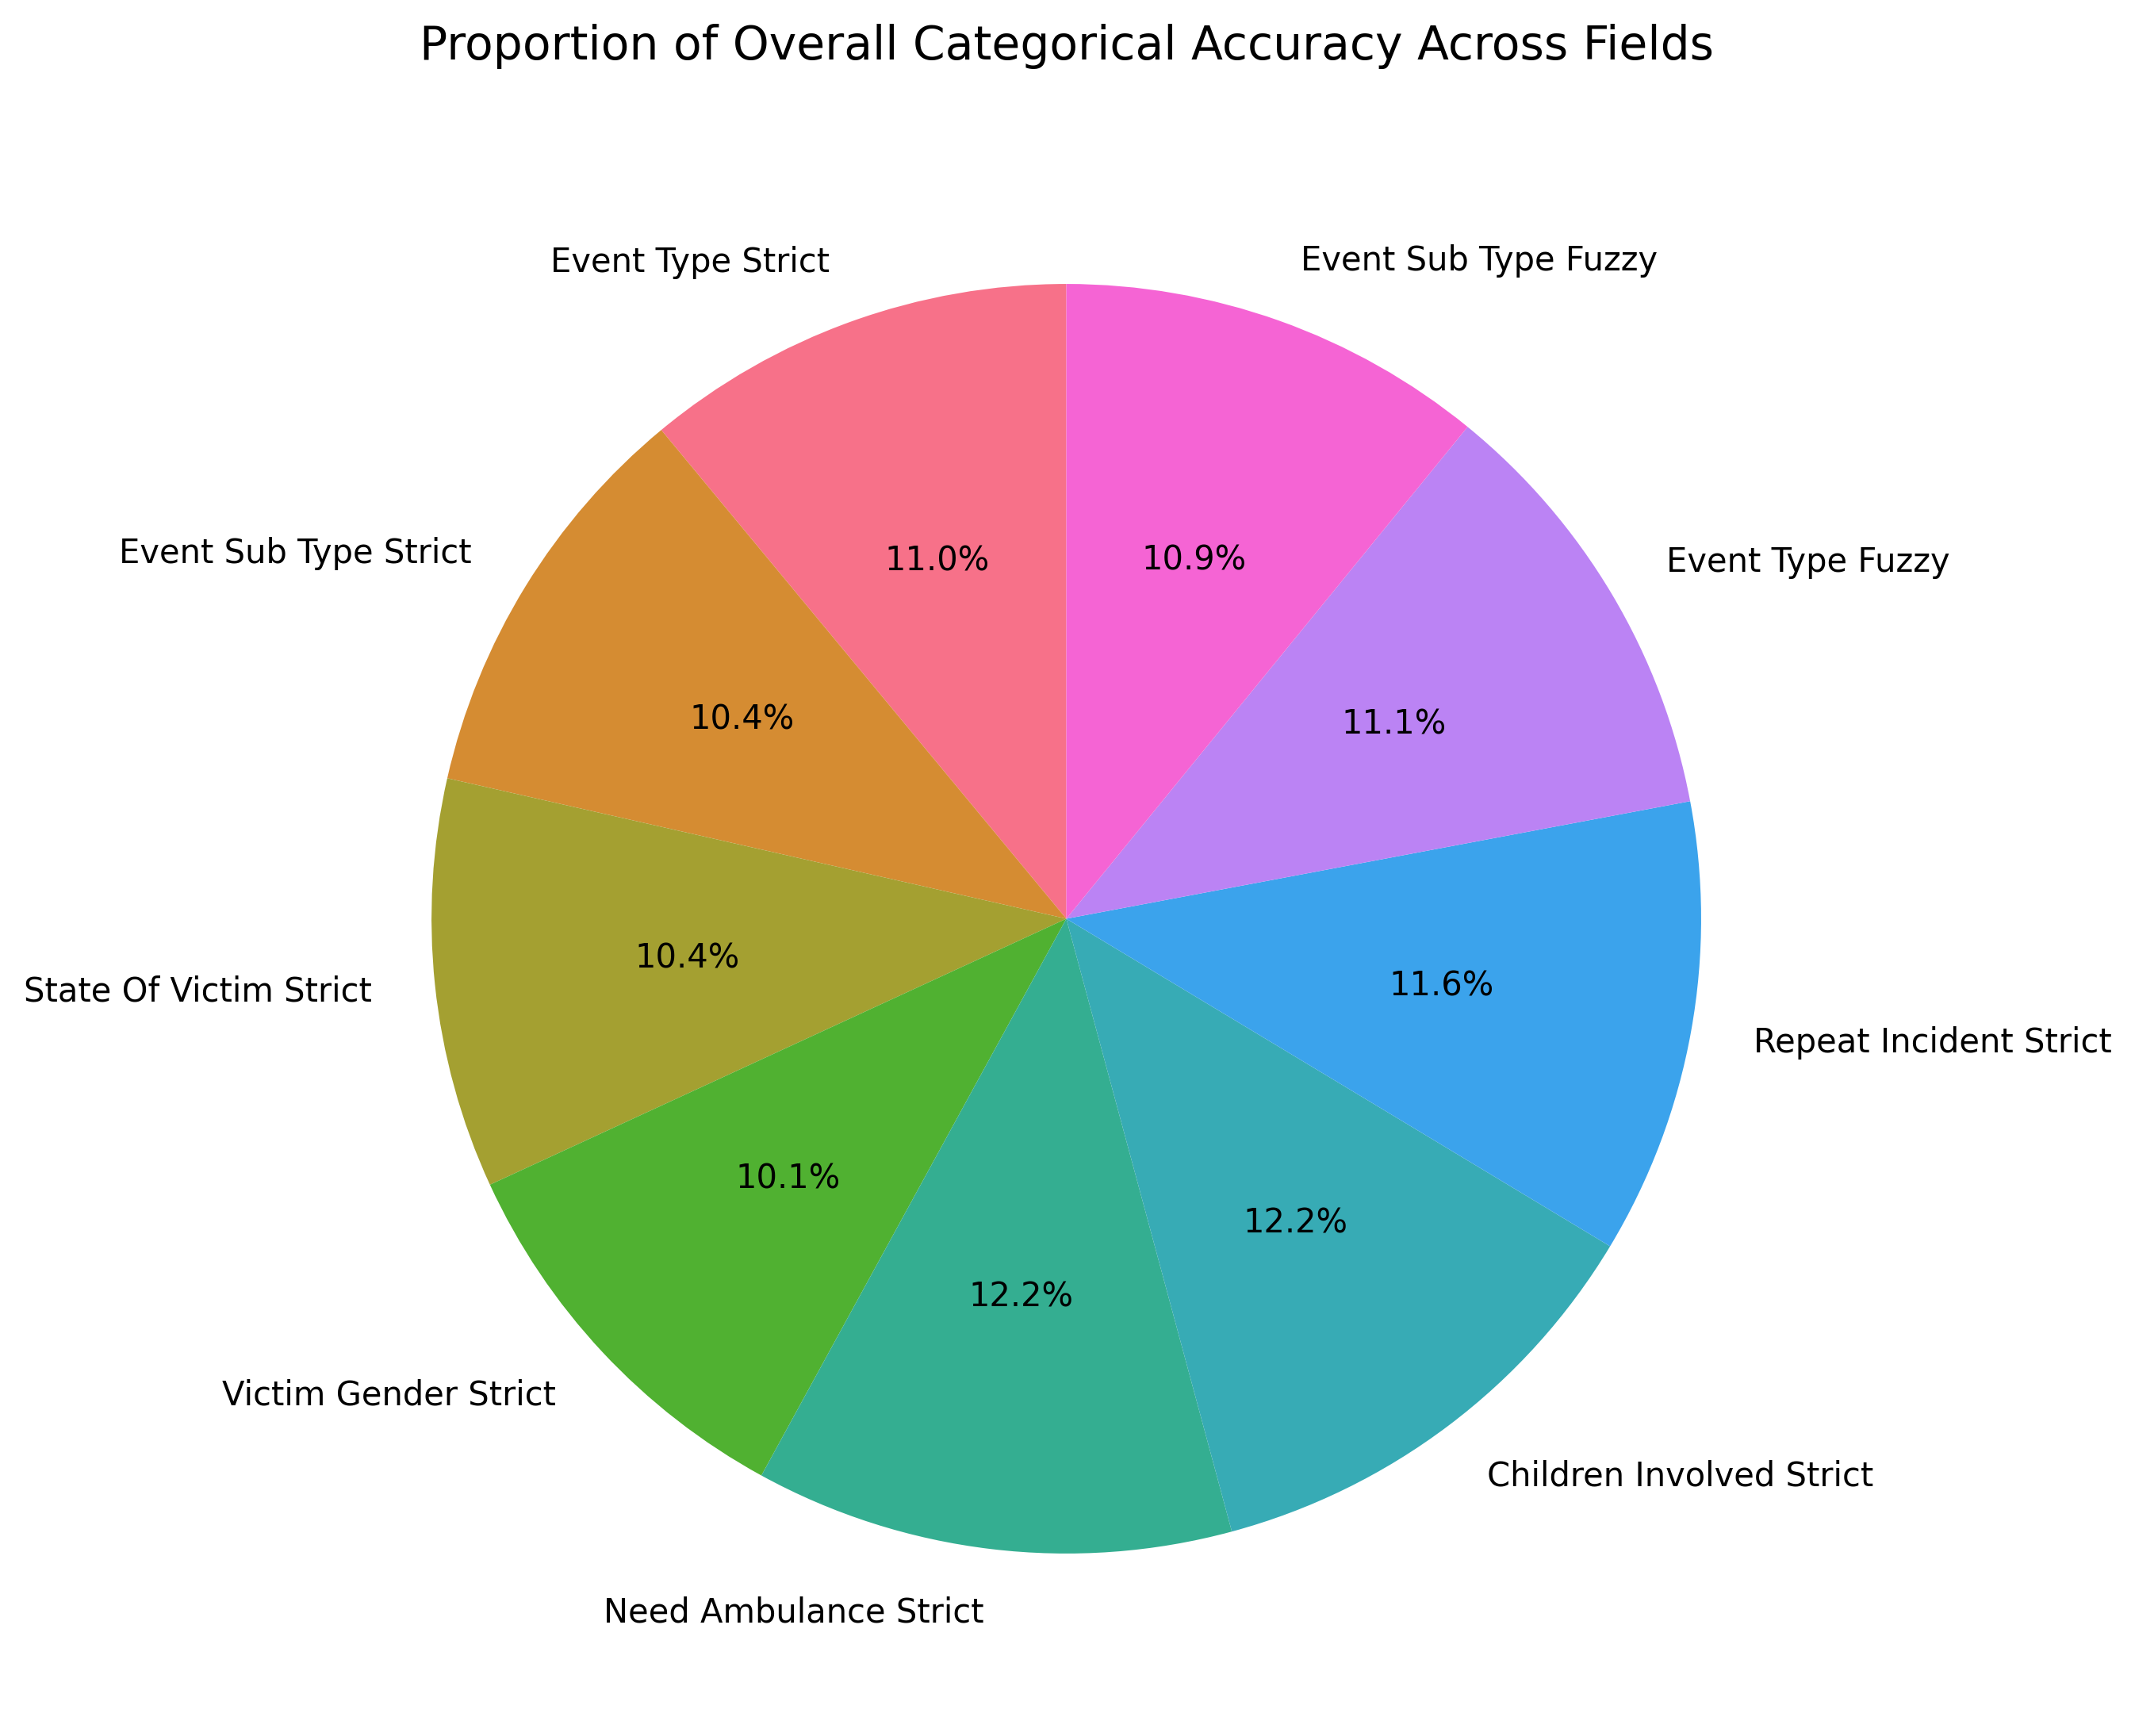 Proportion of Overall Categorical Accuracy Across Fields
Event Type Strict
Event Sub Type Fuzzy
Event Sub Type Strict
Event Type Fuzzy
11.0%
10.9%
10.4%
11.1%
State Of Victim Strict
10.4%
11.6%
Repeat Incident Strict
10.1%
12.2%
12.2%
Victim Gender Strict
Children Involved Strict
Need Ambulance Strict